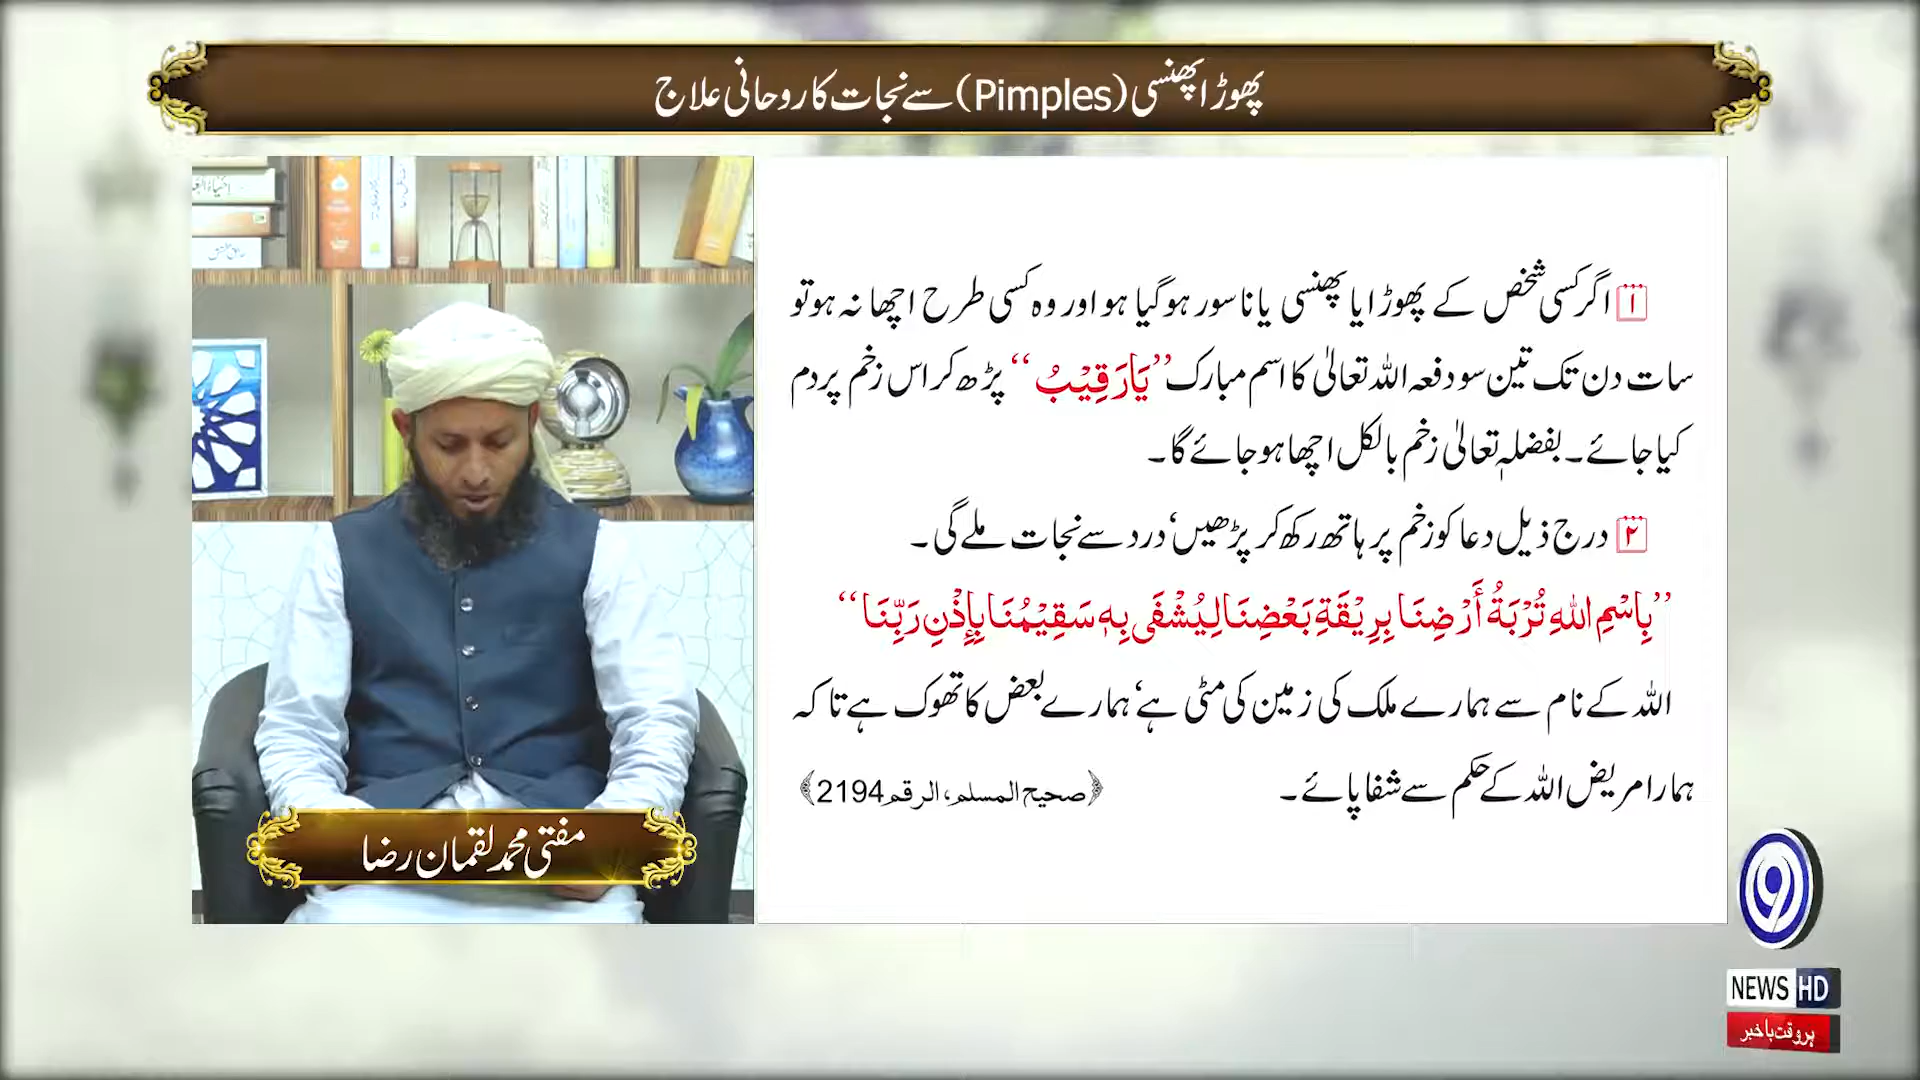 پھوڑا پھنسی (Pimples) سے نجات کا روحانی علاج
۱ اگر کسی شخص کے پھوڑا یا پھنسی یا ناسور ہو گیا ہو اور وہ کسی طرح اچھا نہ ہو تو
سات دن تک تین سو دفعہ اللہ تعالیٰ کا اسم مبارک ’’يَا رَقِيْبُ‘‘ پڑھ کر اس زخم پر دم
کیا جائے۔ بفضلہٖ تعالیٰ زخم بالکل اچھا ہو جائے گا۔
۲ درج ذیل دعا کو زخم پر ہاتھ رکھ کر پڑھیں، درد سے نجات ملے گی۔
’’بِاسْمِ اللهِ تُرْبَةُ أَرْضِنَا بِرِيْقَةِ بَعْضِنَا لِيُشْفَى بِهٖ سَقِيْمُنَا بِإِذْنِ رَبِّنَا‘‘
اللہ کے نام سے ہمارے ملک کی زمین کی مٹی ہے، ہمارے بعض کا تھوک ہے تا کہ
ہمارا مریض اللہ کے حکم سے شفا پائے۔ ﴿صحیح المسلم، الرقم 2194﴾
مفتی محمد لقمان رضا
9
NEWS HD
ہر وقت باخبر